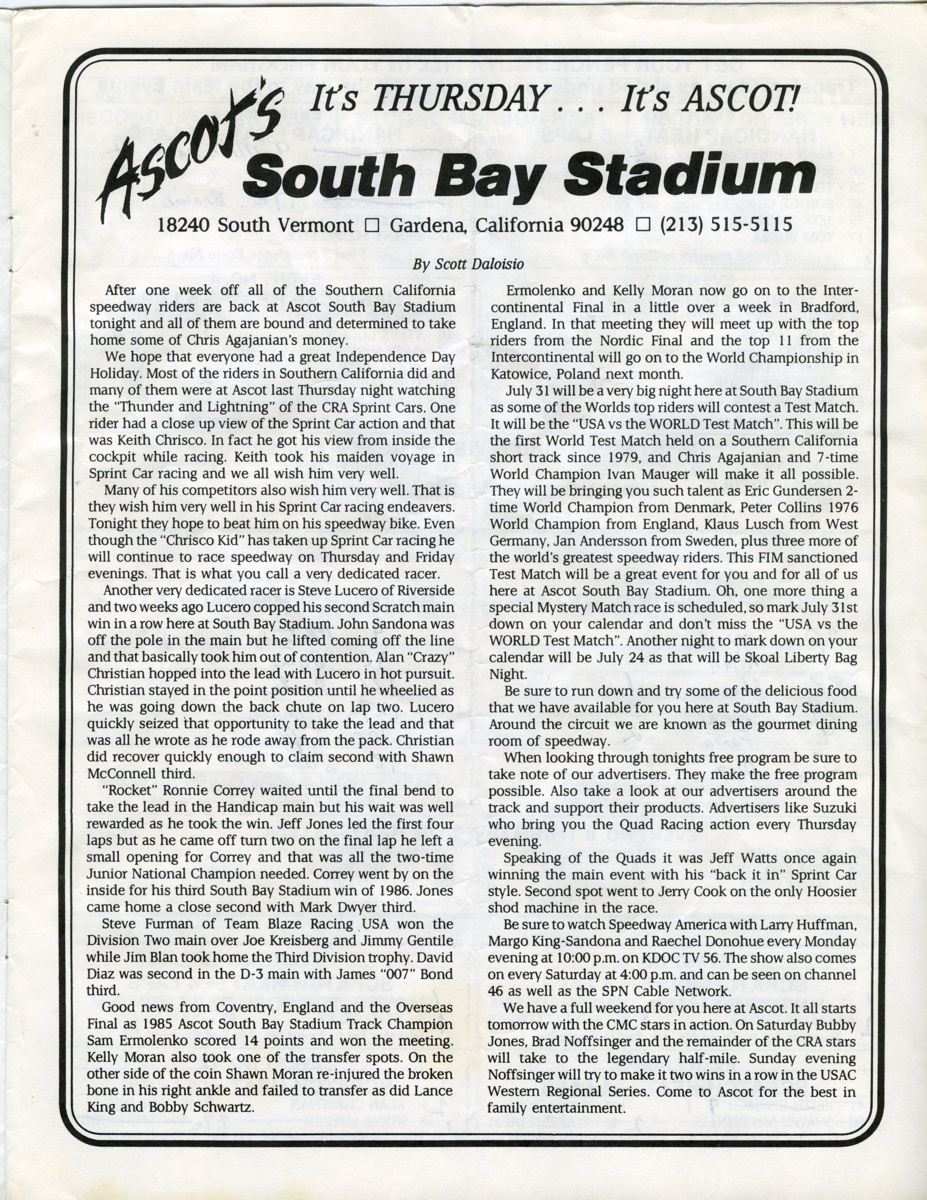 Ascot's
It's THURSDAY . . . It's ASCOT!
South Bay Stadium
18240 South Vermont □ Gardena, California 90248 □ (213) 515-5115
By Scott Daloisio
After one week off all of the Southern California
speedway riders are back at Ascot South Bay Stadium
tonight and all of them are bound and determined to take
home some of Chris Agajanian's money.
We hope that everyone had a great Independence Day
Holiday. Most of the riders in Southern California did and
many of them were at Ascot last Thursday night watching
the "Thunder and Lightning" of the CRA Sprint Cars. One
rider had a close up view of the Sprint Car action and that
was Keith Chrisco. In fact he got his view from inside the
cockpit while racing. Keith took his maiden voyage in
Sprint Car racing and we all wish him very well.
Many of his competitors also wish him very well. That is
they wish him very well in his Sprint Car racing endeavers.
Tonight they hope to beat him on his speedway bike. Even
though the "Chrisco Kid" has taken up Sprint Car racing he
will continue to race speedway on Thursday and Friday
evenings. That is what you call a very dedicated racer.
Another very dedicated racer is Steve Lucero of Riverside
and two weeks ago Lucero copped his second Scratch main
win in a row here at South Bay Stadium. John Sandona was
off the pole in the main but he lifted coming off the line
and that basically took him out of contention. Alan "Crazy"
Christian hopped into the lead with Lucero in hot pursuit.
Christian stayed in the point position until he wheelied as
he was going down the back chute on lap two. Lucero
quickly seized that opportunity to take the lead and that
was all he wrote as he rode away from the pack. Christian
did recover quickly enough to claim second with Shawn
McConnell third.
"Rocket" Ronnie Correy waited until the final bend to
take the lead in the Handicap main but his wait was well
rewarded as he took the win. Jeff Jones led the first four
laps but as he came off turn two on the final lap he left a
small opening for Correy and that was all the two-time
Junior National Champion needed. Correy went by on the
inside for his third South Bay Stadium win of 1986. Jones
came home a close second with Mark Dwyer third.
Steve Furman of Team Blaze Racing USA won the
Division Two main over Joe Kreisberg and Jimmy Gentile
while Jim Blan took home the Third Division trophy. David
Diaz was second in the D-3 main with James "007" Bond
third.
Good news from Coventry, England and the Overseas
Final as 1985 Ascot South Bay Stadium Track Champion
Sam Ermolenko scored 14 points and won the meeting.
Kelly Moran also took one of the transfer spots. On the
other side of the coin Shawn Moran re-injured the broken
bone in his right ankle and failed to transfer as did Lance
King and Bobby Schwartz.
Ermolenko and Kelly Moran now go on to the Inter-
continental Final in a little over a week in Bradford,
England. In that meeting they will meet up with the top
riders from the Nordic Final and the top 11 from the
Intercontinental will go on to the World Championship in
Katowice, Poland next month.
July 31 will be a very big night here at South Bay Stadium
as some of the Worlds top riders will contest a Test Match.
It will be the "USA vs the WORLD Test Match". This will be
the first World Test Match held on a Southern California
short track since 1979, and Chris Agajanian and 7-time
World Champion Ivan Mauger will make it all possible.
They will be bringing you such talent as Eric Gundersen 2-
time World Champion from Denmark, Peter Collins 1976
World Champion from England, Klaus Lusch from West
Germany, Jan Andersson from Sweden, plus three more of
the world's greatest speedway riders. This FIM sanctioned
Test Match will be a great event for you and for all of us
here at Ascot South Bay Stadium. Oh, one more thing a
special Mystery Match race is scheduled, so mark July 31st
down on your calendar and don't miss the "USA vs the
WORLD Test Match". Another night to mark down on your
calendar will be July 24 as that will be Skoal Liberty Bag
Night.
Be sure to run down and try some of the delicious food
that we have available for you here at South Bay Stadium.
Around the circuit we are known as the gourmet dining
room of speedway.
When looking through tonights free program be sure to
take note of our advertisers. They make the free program
possible. Also take a look at our advertisers around the
track and support their products. Advertisers like Suzuki
who bring you the Quad Racing action every Thursday
evening.
Speaking of the Quads it was Jeff Watts once again
winning the main event with his "back it in" Sprint Car
style. Second spot went to Jerry Cook on the only Hoosier
shod machine in the race.
Be sure to watch Speedway America with Larry Huffman,
Margo King-Sandona and Raechel Donohue every Monday
evening at 10:00 p.m. on KDOC TV 56. The show also comes
on every Saturday at 4:00 p.m. and can be seen on channel
46 as well as the SPN Cable Network.
We have a full weekend for you here at Ascot. It all starts
tomorrow with the CMC stars in action. On Saturday Bubby
Jones, Brad Noffsinger and the remainder of the CRA stars
will take to the legendary half-mile. Sunday evening
Noffsinger will try to make it two wins in a row in the USAC
Western Regional Series. Come to Ascot for the best in
family entertainment.